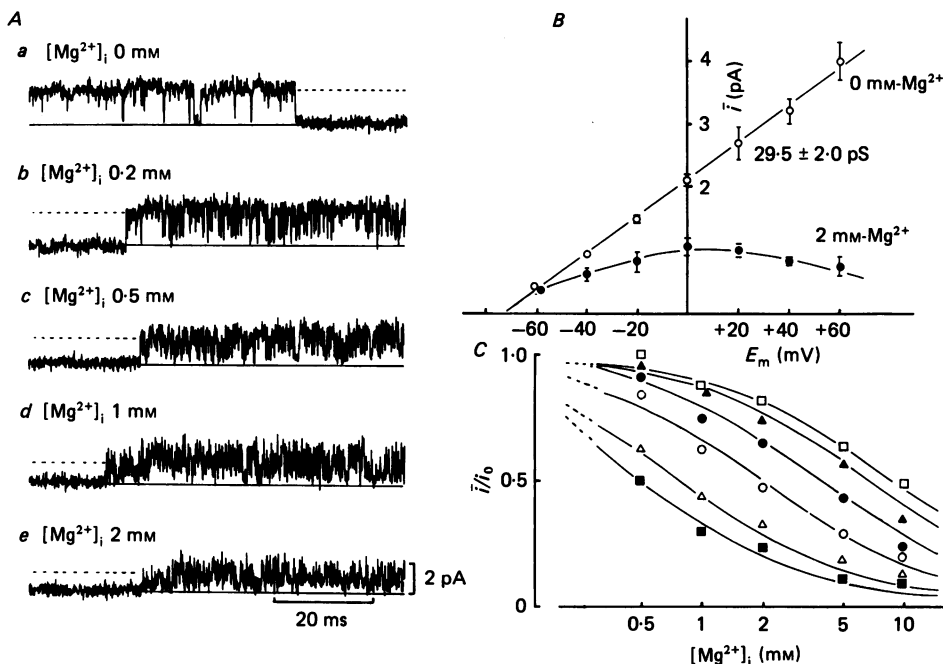 A
a [Mg²⁺]ᵢ 0 mM
b [Mg²⁺]ᵢ 0·2 mM
c [Mg²⁺]ᵢ 0·5 mM
d [Mg²⁺]ᵢ 1 mM
e [Mg²⁺]ᵢ 2 mM
2 pA
20 ms
B
ī (pA)
4
3
2
0 mM-Mg²⁺
29·5 ± 2·0 pS
2 mM-Mg²⁺
−60 −40 −20 +20 +40 +60
Eₘ (mV)
C
1·0
0·5
0
ī/i₀
0·5 1 2 5 10
[Mg²⁺]ᵢ (mM)